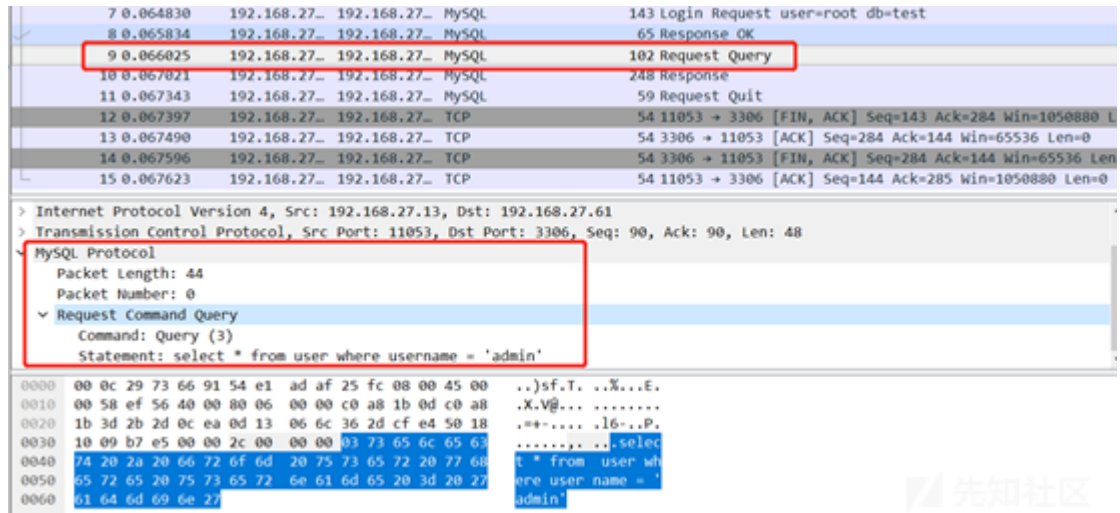 7 0.064830 192.168.27… 192.168.27… MySQL 143 Login Request user=root db=test
8 0.065834 192.168.27… 192.168.27… MySQL 65 Response OK
9 0.066025 192.168.27… 192.168.27… MySQL 102 Request Query
10 0.067021 192.168.27… 192.168.27… MySQL 248 Response
11 0.067343 192.168.27… 192.168.27… MySQL 59 Request Quit
12 0.067397 192.168.27… 192.168.27… TCP 54 11053 → 3306 [FIN, ACK] Seq=143 Ack=284 Win=1050880 L
13 0.067490 192.168.27… 192.168.27… TCP 54 3306 → 11053 [ACK] Seq=284 Ack=144 Win=65536 Len=0
14 0.067596 192.168.27… 192.168.27… TCP 54 3306 → 11053 [FIN, ACK] Seq=284 Ack=144 Win=65536 Len
15 0.067623 192.168.27… 192.168.27… TCP 54 11053 → 3306 [ACK] Seq=144 Ack=285 Win=1050880 Len=0
> Internet Protocol Version 4, Src: 192.168.27.13, Dst: 192.168.27.61
> Transmission Control Protocol, Src Port: 11053, Dst Port: 3306, Seq: 90, Ack: 90, Len: 48
MySQL Protocol
Packet Length: 44
Packet Number: 0
Request Command Query
Command: Query (3)
Statement: select * from user where username = 'admin'
0000 00 0c 29 73 66 91 54 e1 ad af 25 fc 08 00 45 00 ..)sf.T. ..%...E.
0010 00 58 ef 56 40 00 80 06 00 00 c0 a8 1b 0d c0 a8 .X.V@... ........
0020 1b 3d 2b 2d 0c ea 0d 13 06 6c 36 2d cf e4 50 18 .=+-.... .l6-..P.
0030 10 09 b7 e5 00 00 2c 00 00 00 03 73 65 6c 65 63 ......,. ...selec
0040 74 20 2a 20 66 72 6f 6d 20 75 73 65 72 20 77 68 t * from  user wh
0050 65 72 65 20 75 73 65 72 6e 61 6d 65 20 3d 20 27 ere user name = '
0060 61 64 6d 69 6e 27 admin'
先知社区